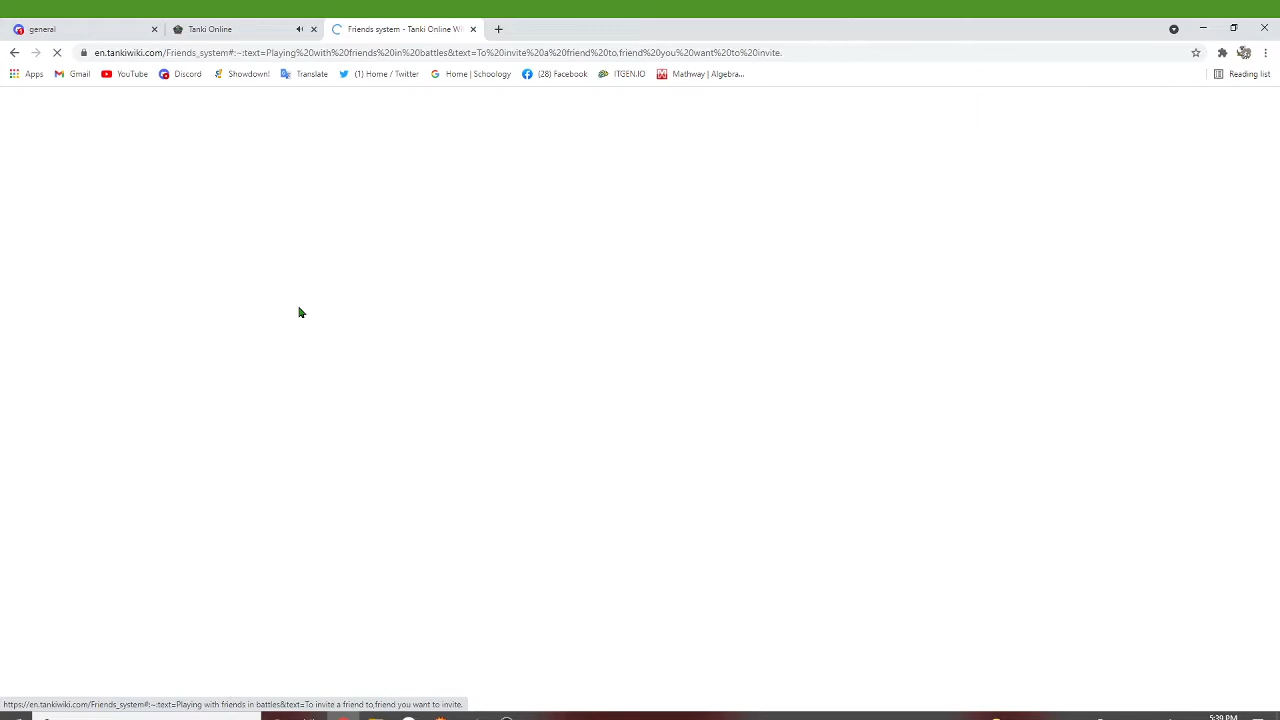 general
Tanki Online
Friends system - Tanki Online Wi
en.tankiwiki.com/Friends_system#:~:text=Playing%20with%20friends%20in%20battles&text=To%20invite%20a%20friend%20to,friend%20you%20want%20to%20invite.
Apps Gmail YouTube Discord Showdown! Translate (1) Home / Twitter Home | Schoology (28) Facebook ITGEN.IO Mathway | Algebra... Reading list
https://en.tankiwiki.com/Friends_system#:~:text=Playing with friends in battles&text=To invite a friend to,friend you want to invite.
5:39 PM